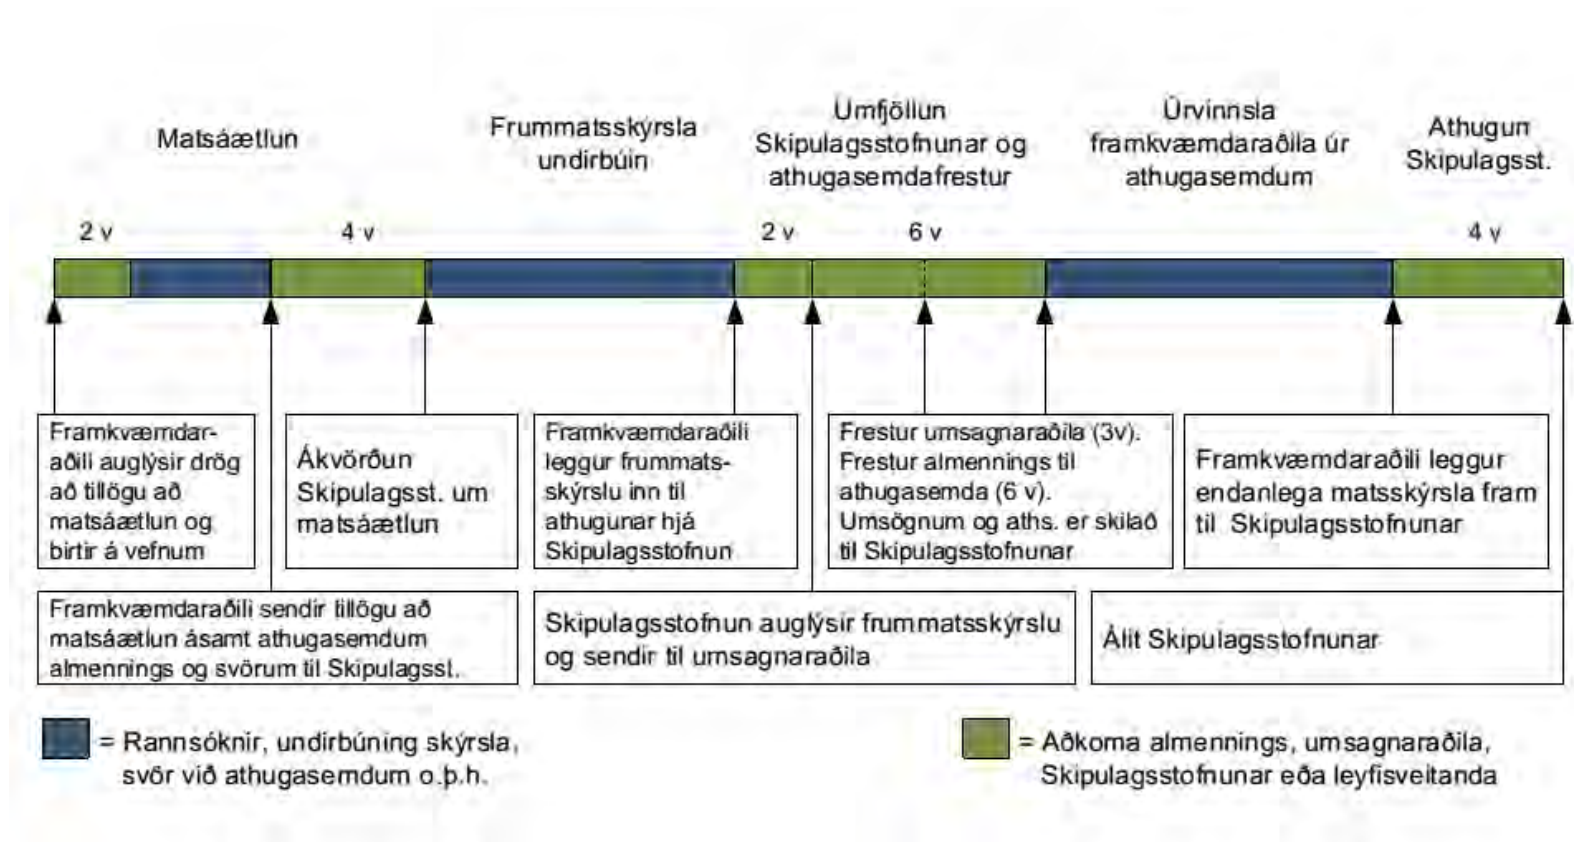 Matsáætlun
Frummatsskýrsla
undirbúin
Umfjöllun
Skipulagsstofnunar og
athugasemdafrestur
Úrvinnsla
framkvæmdaraðila úr
athugasemdum
Athugun
Skipulagsst.
2 v
4 v
2 v
6 v
4 v
Framkvæmdar-
aðili auglýsir drög
að tillögu að
matsáætlun og
birtir á vefnum
Ákvörðun
Skipulagsst. um
matsáætlun
Framkvæmdaraðili
leggur frummats-
skýrslu inn til
athugunar hjá
Skipulagsstofnun
Frestur umsagnaraðila (3v).
Frestur almennings til
athugasemda (6 v).
Umsögnum og aths. er skilað
til Skipulagsstofnunar
Framkvæmdaraðili leggur
endanlega matsskýrsla fram
til Skipulagsstofnunar
Framkvæmdaraðili sendir tillögu að
matsáætlun ásamt athugasemdum
almennings og svörum til Skipulagsst.
Skipulagsstofnun auglýsir frummatsskýrslu
og sendir til umsagnaraðila
Álit Skipulagsstofnunar
= Rannsóknir, undirbúning skýrsla,
svör við athugasemdum o.þ.h.
= Aðkoma almennings, umsagnaraðila,
Skipulagsstofnunar eða leyfisveitanda